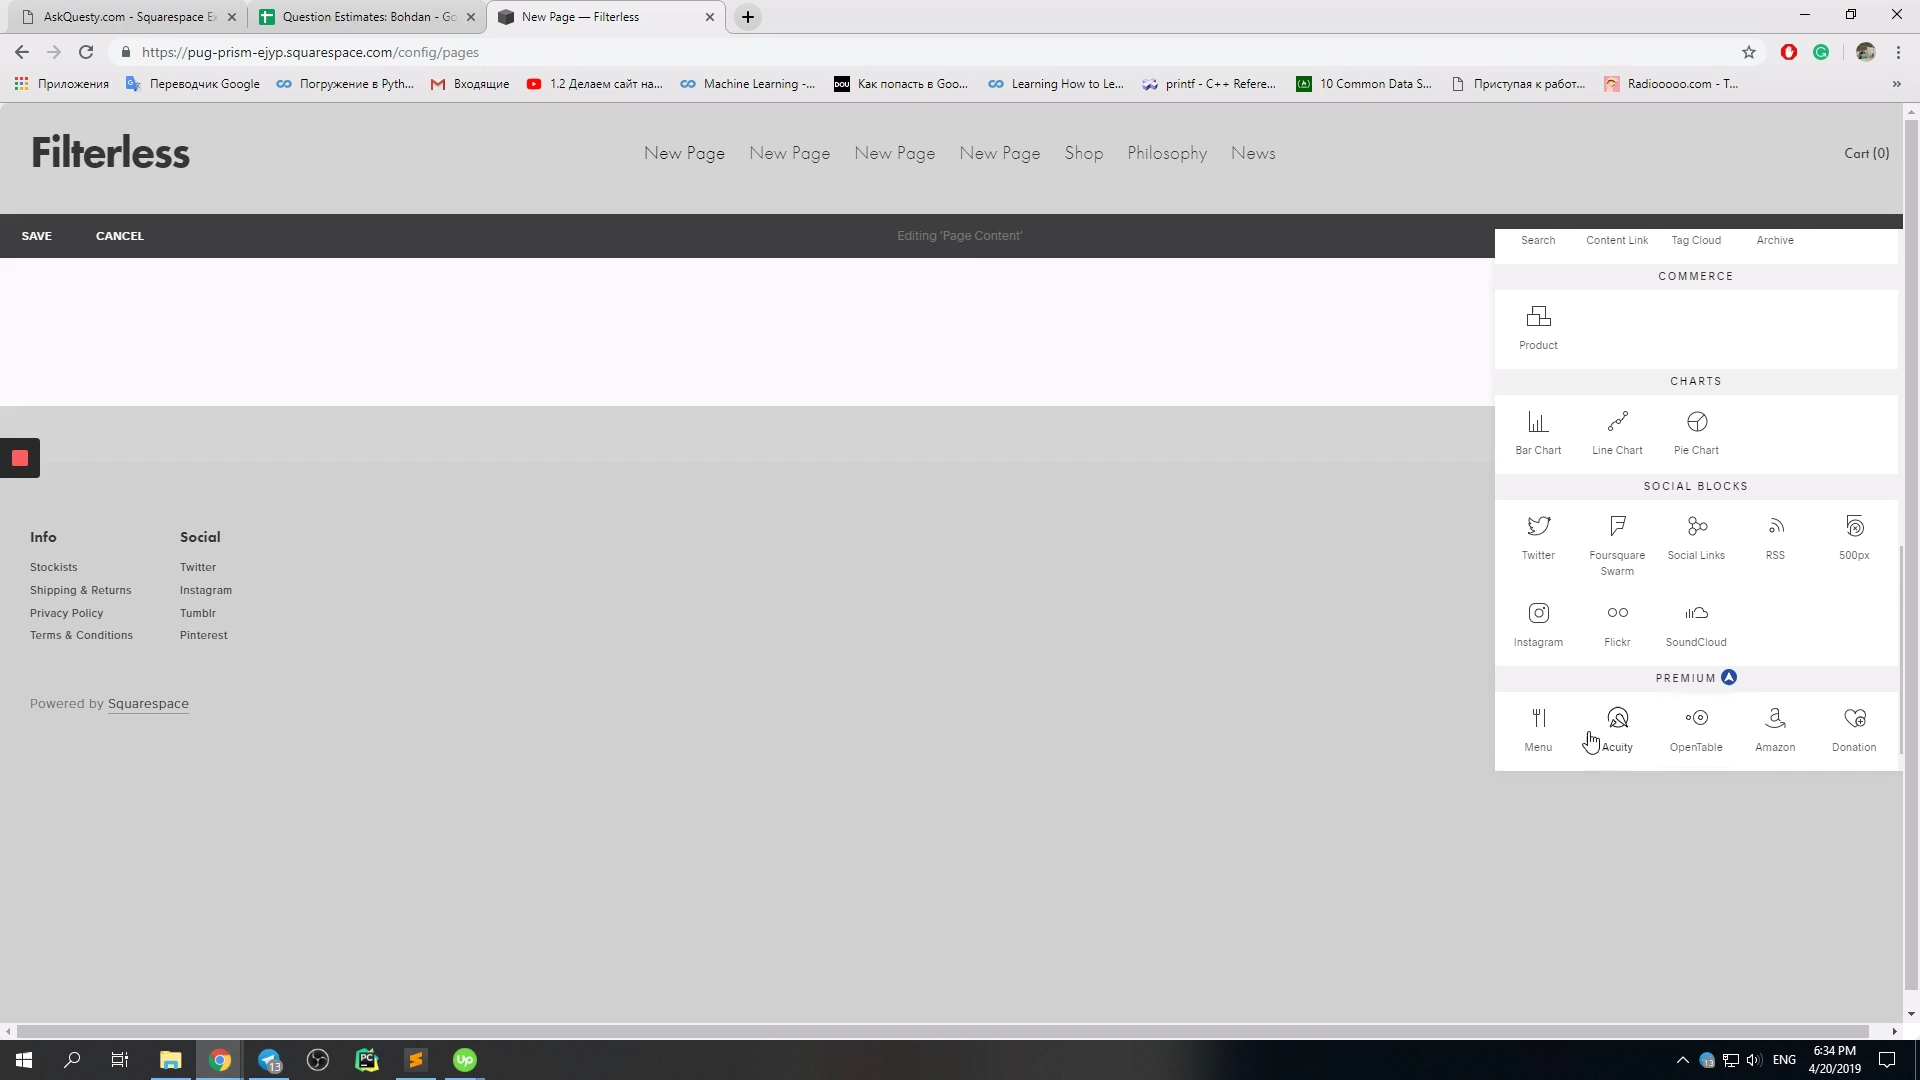 AskQuesty.com - Squarespace Ex
Question Estimates: Bohdan - Go
New Page — Filterless
https://pug-prism-ejyp.squarespace.com/config/pages
Приложения
Переводчик Google
Погружение в Pyth...
Входящие
1.2 Делаем сайт на...
Machine Learning -...
DOU
Как попасть в Goo...
Learning How to Le...
printf - C++ Refere...
10 Common Data S...
Приступая к работ...
Radiooooo.com - T...
»
Filterless
New Page
New Page
New Page
New Page
Shop
Philosophy
News
Cart (0)
SAVE
CANCEL
Editing 'Page Content'
Search
Content Link
Tag Cloud
Archive
COMMERCE
Product
CHARTS
Bar Chart
Line Chart
Pie Chart
SOCIAL BLOCKS
Twitter
Foursquare
Swarm
Social Links
RSS
500px
Instagram
Flickr
SoundCloud
PREMIUM
Menu
Acuity
OpenTable
Amazon
Donation
Info
Stockists
Shipping & Returns
Privacy Policy
Terms & Conditions
Social
Twitter
Instagram
Tumblr
Pinterest
Powered by Squarespace
13
PC
Up
13
ENG
6:34 PM
4/20/2019